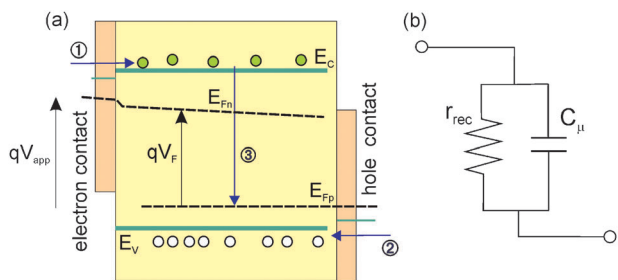 (a)
(b)
①
E_C
E_Fn
qV_app
electron contact
qV_F
③
hole contact
E_Fp
E_V
②
r_rec
C_μ